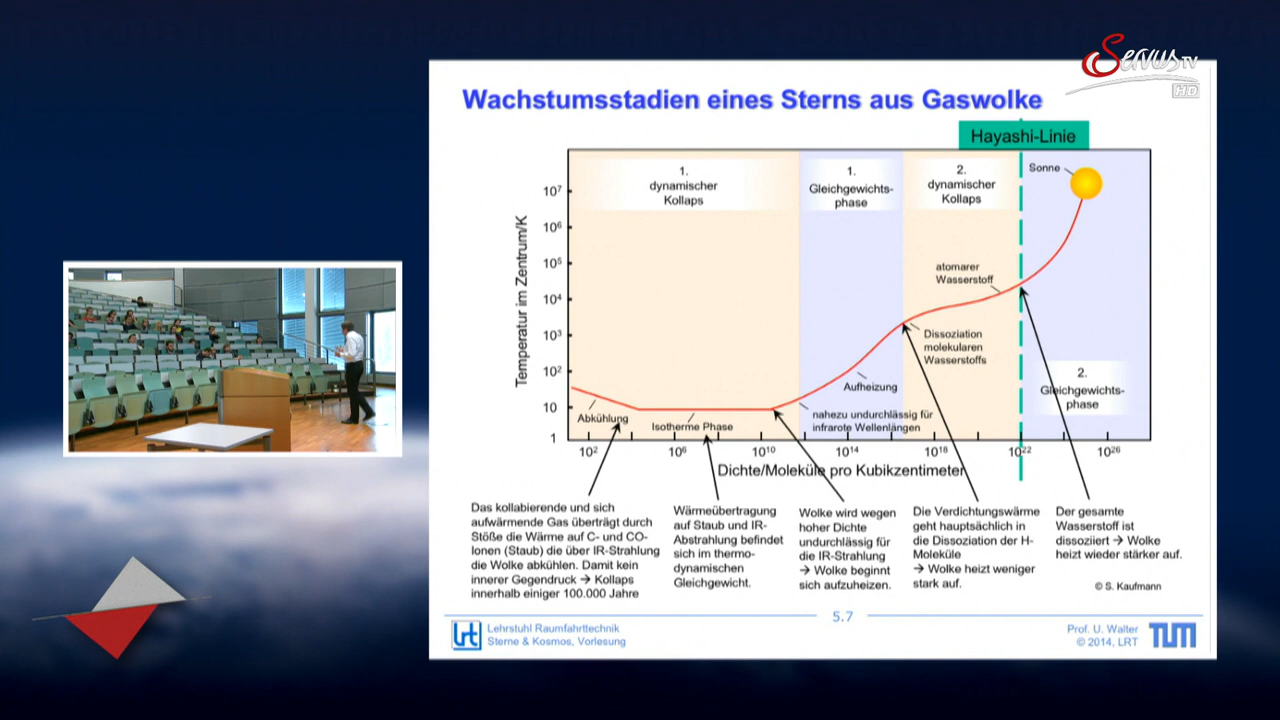 Servus TV
HD
Wachstumsstadien eines Sterns aus Gaswolke
Hayashi-Linie
1.
dynamischer
Kollaps
1.
Gleichgewichts-
phase
2.
dynamischer
Kollaps
Sonne
Temperatur im Zentrum/K
10⁷
10⁶
10⁵
10⁴
10³
10²
10
1
atomarer
Wasserstoff
Dissoziation
molekularen
Wasserstoffs
Aufheizung
2.
Gleichgewichts-
phase
Abkühlung
Isotherme Phase
nahezu undurchlässig für
infrarote Wellenlängen
10² 10⁶ 10¹⁰ 10¹⁴ 10¹⁸ 10²² 10²⁶
Dichte/Moleküle pro Kubikzentimeter
Das kollabierende und sich
aufwärmende Gas überträgt durch
Stöße die Wärme auf C- und CO-
Ionen (Staub) die über IR-Strahlung
die Wolke abkühlen. Damit kein
innerer Gegendruck → Kollaps
innerhalb einiger 100.000 Jahre
Wärmeübertragung
auf Staub und IR-
Abstrahlung befindet
sich im thermo-
dynamischen
Gleichgewicht.
Wolke wird wegen
hoher Dichte
undurchlässig für
die IR-Strahlung
→ Wolke beginnt
sich aufzuheizen.
Die Verdichtungswärme
geht hauptsächlich in
die Dissoziation der H-
Moleküle
→ Wolke heizt weniger
stark auf.
Der gesamte
Wasserstoff ist
dissoziiert → Wolke
heizt wieder stärker auf.
© S. Kaufmann
5.7
lrt
Lehrstuhl Raumfahrttechnik
Sterne & Kosmos, Vorlesung
Prof. U. Walter
© 2014, LRT
TUM